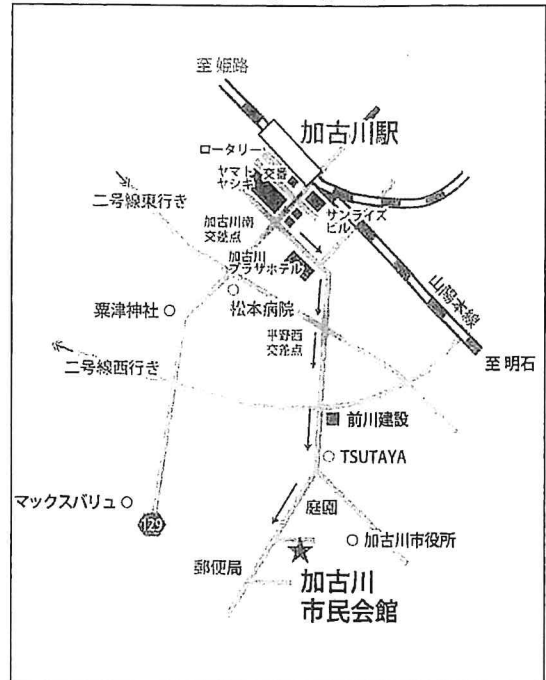 至 姫路
加古川駅
ロータリー
ヤマト
ヤシキ
交番
二号線東行き
サンライズ
ビル
加古川南
交差点
加古川
プラザホテル
山陽本線
粟津神社
松本病院
平野西
交差点
至 明石
二号線西行き
前川建設
TSUTAYA
マックスバリュ
129
庭園
加古川市役所
郵便局
加古川
市民会館